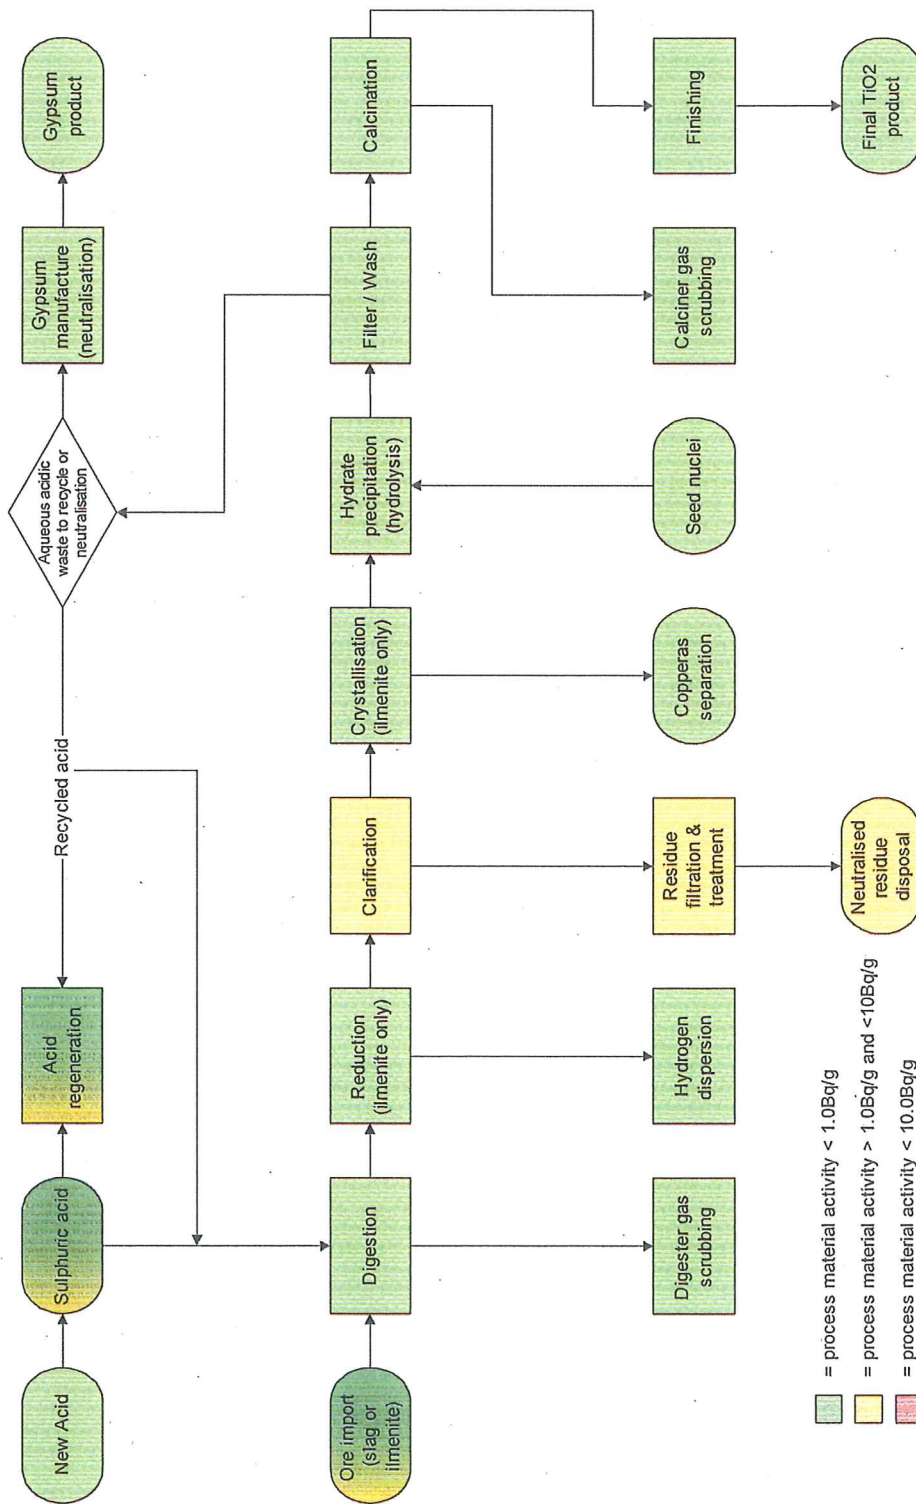 New Acid
Sulphuric acid
Acid
regeneration
Recycled acid
Aqueous acidic
waste to recycle or
neutralisation
Gypsum
manufacture
(neutralisation)
Gypsum
product
Ore import
(slag or
ilmenite)
Digestion
Reduction
(ilmenite only)
Clarification
Crystallisation
(ilmenite only)
Hydrate
precipitation
(hydrolysis)
Filter / Wash
Calcination
Digester gas
scrubbing
Hydrogen
dispersion
Residue
filtration &
treatment
Copperas
separation
Seed nuclei
Calciner gas
scrubbing
Finishing
Neutralised
residue
disposal
Final TiO2
product
= process material activity < 1.0Bq/g
= process material activity > 1.0Bq/g and <10Bq/g
= process material activity < 10.0Bq/g